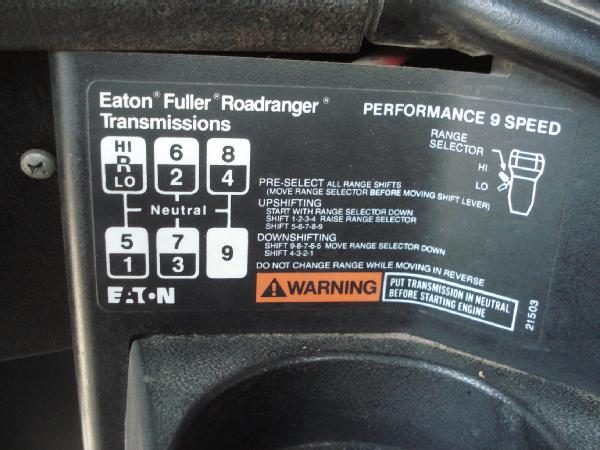 Eaton® Fuller® Roadranger®
Transmissions
PERFORMANCE 9 SPEED
HI
R
LO
6
2
8
4
Neutral
5
1
7
3
9
EATON
RANGE
SELECTOR
HI
LO
PRE-SELECT ALL RANGE SHIFTS
(MOVE RANGE SELECTOR BEFORE MOVING SHIFT LEVER)
UPSHIFTING
START WITH RANGE SELECTOR DOWN
SHIFT 1-2-3-4 RAISE RANGE SELECTOR
SHIFT 5-6-7-8-9
DOWNSHIFTING
SHIFT 9-8-7-6-5 MOVE RANGE SELECTOR DOWN
SHIFT 4-3-2-1
DO NOT CHANGE RANGE WHILE MOVING IN REVERSE
WARNING
PUT TRANSMISSION IN NEUTRAL
BEFORE STARTING ENGINE
21503